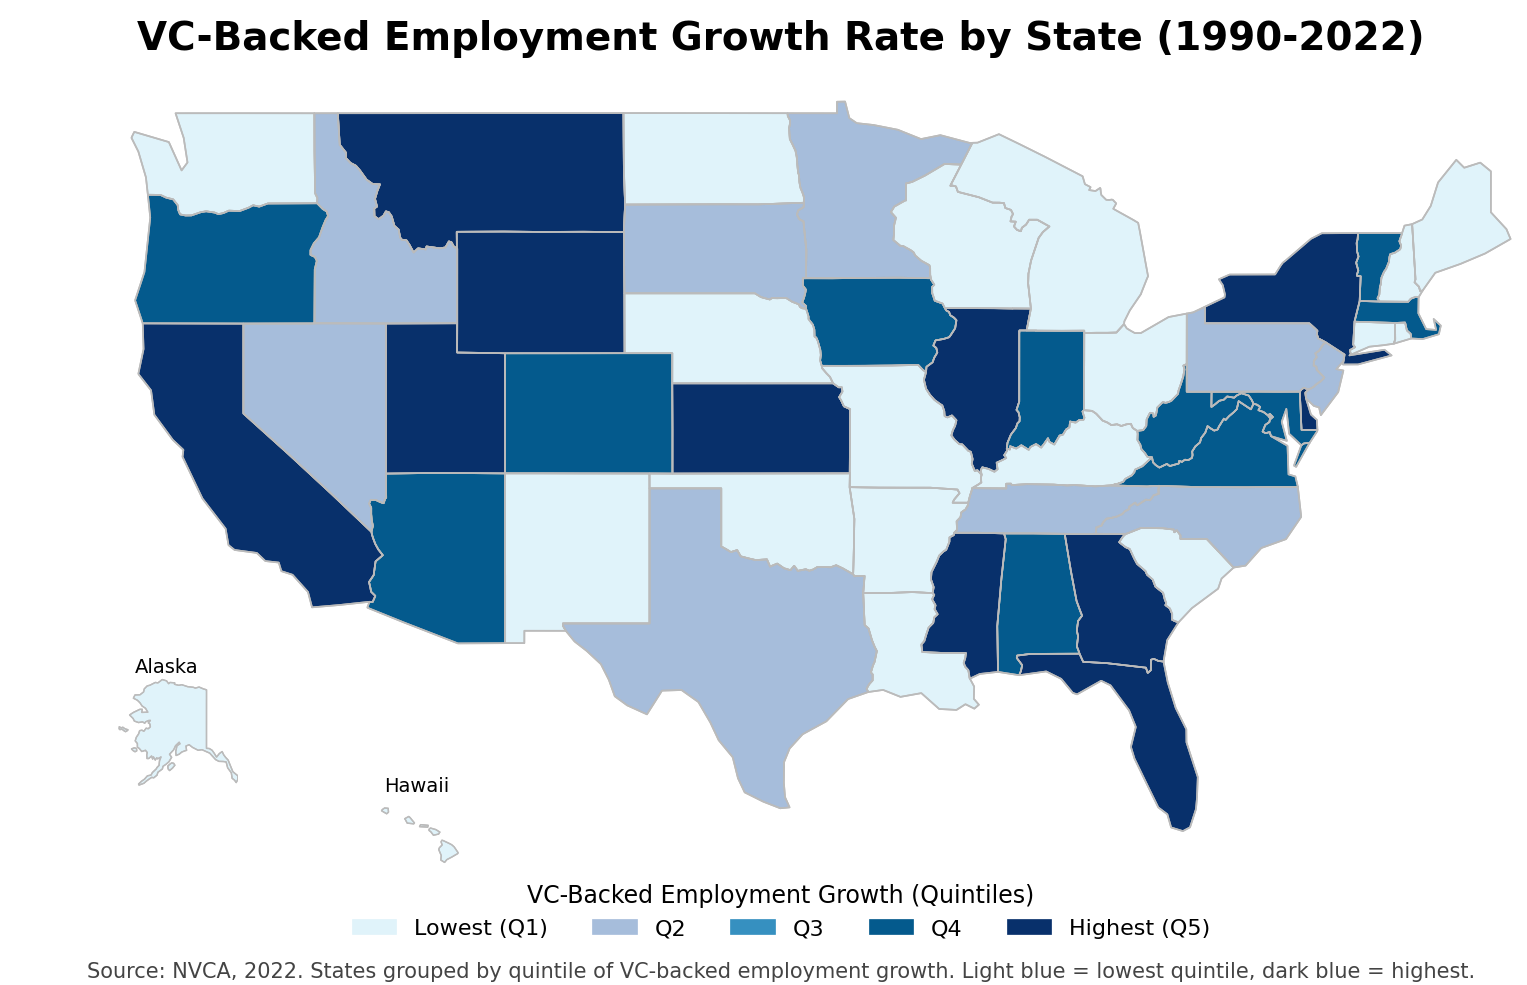 VC-Backed Employment Growth Rate by State (1990-2022)
Alaska
Hawaii
VC-Backed Employment Growth (Quintiles)
Lowest (Q1) Q2 Q3 Q4 Highest (Q5)
Source: NVCA, 2022. States grouped by quintile of VC-backed employment growth. Light blue = lowest quintile, dark blue = highest.